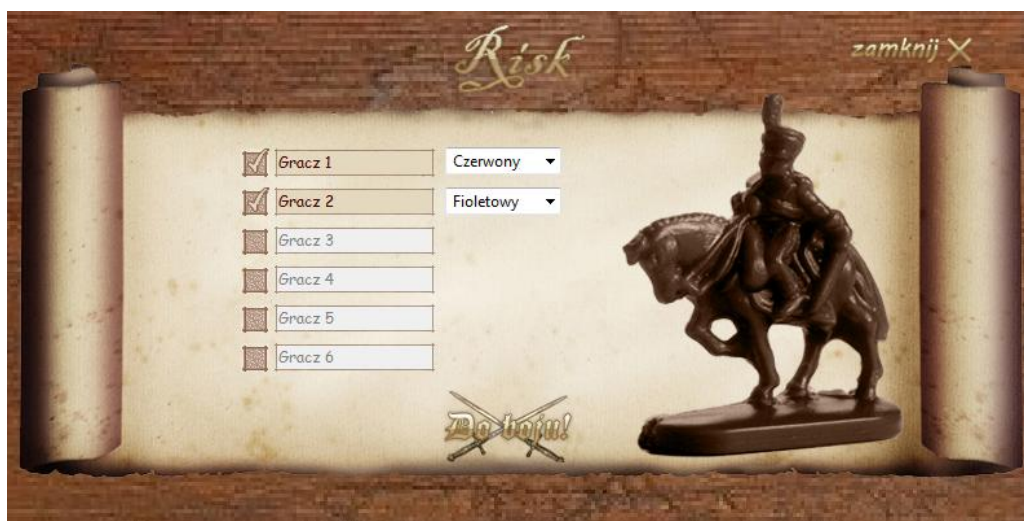 Risk
zamknij X
Gracz 1 Czerwony
Gracz 2 Fioletowy
Gracz 3
Gracz 4
Gracz 5
Gracz 6
Do boju!